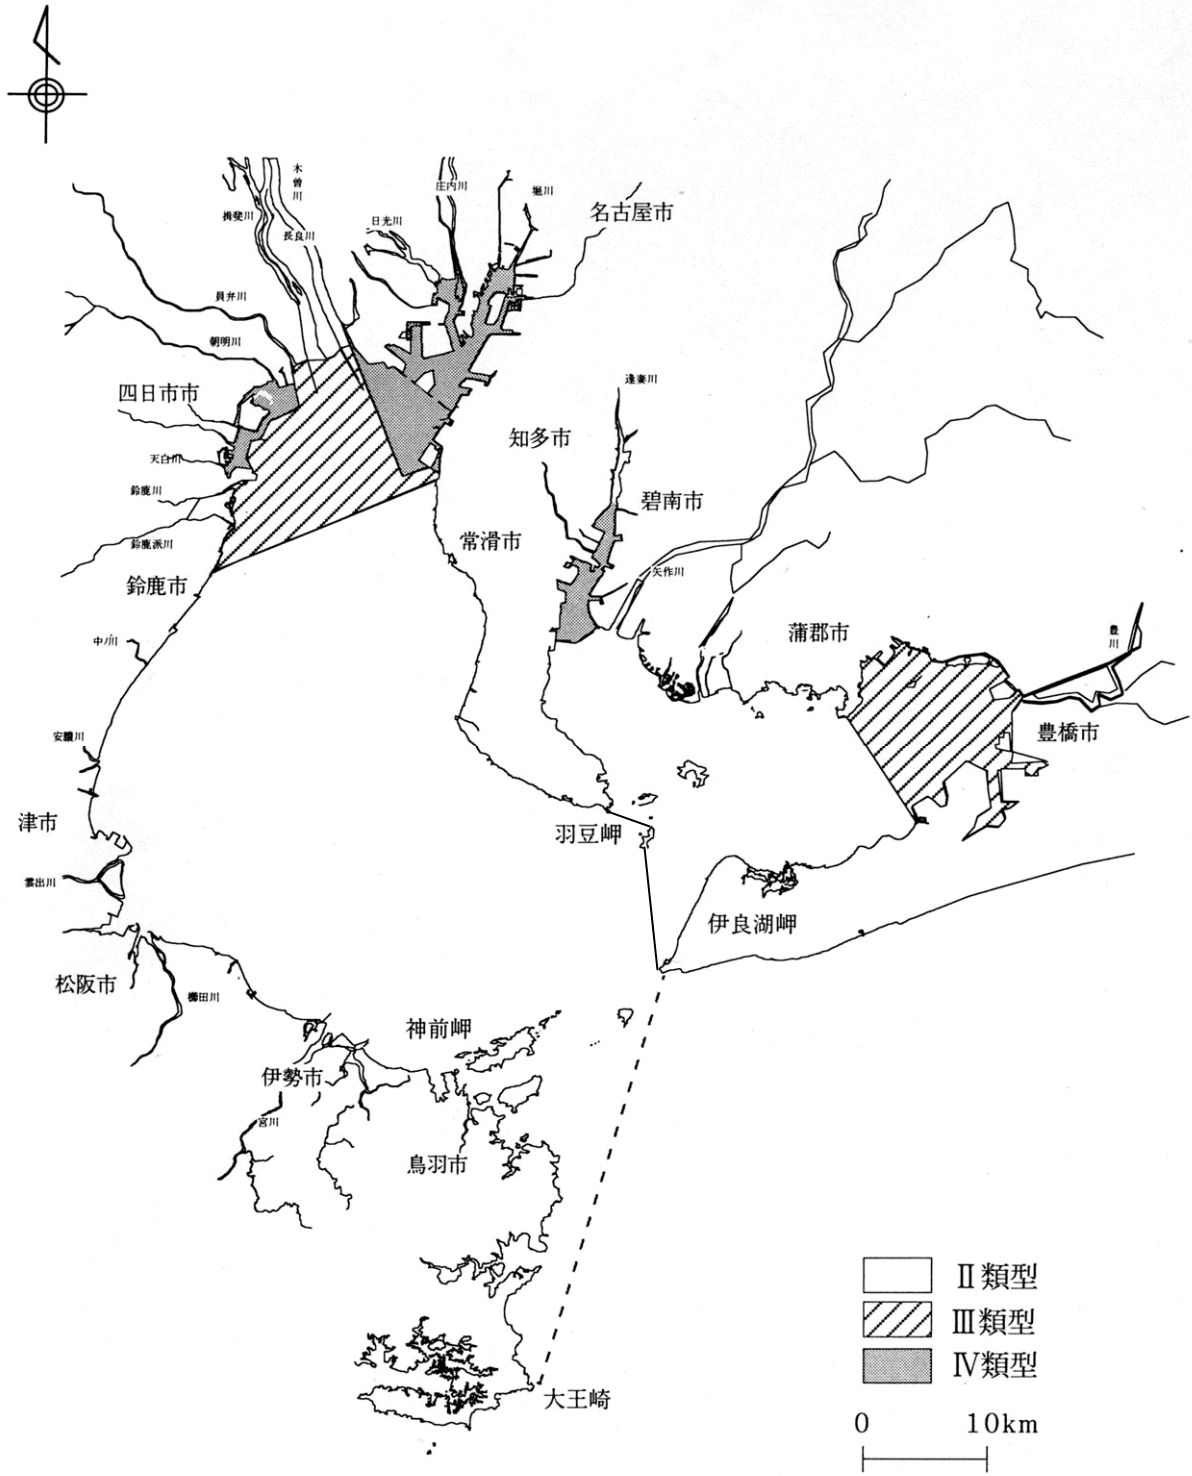 木曽川
揖斐川
長良川
庄内川
堀川
日光川
名古屋市
員弁川
朝明川
四日市市
逢妻川
知多市
天白川
鈴鹿川
碧南市
鈴鹿派川
常滑市
矢作川
鈴鹿市
蒲郡市
豊川
中ノ川
安濃川
豊橋市
津市
羽豆岬
雲出川
伊良湖岬
松阪市
櫛田川
神前岬
伊勢市
宮川
鳥羽市
Ⅱ類型
Ⅲ類型
Ⅳ類型
大王崎
0 10km